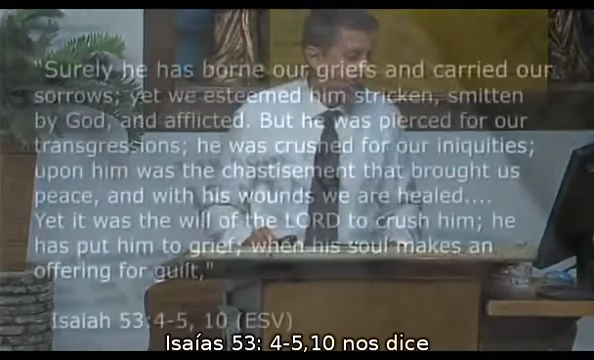 "Surely he has borne our griefs and carried our
sorrows; yet we esteemed him stricken, smitten
by God, and afflicted. But he was pierced for our
transgressions; he was crushed for our iniquities;
upon him was the chastisement that brought us
peace, and with his wounds we are healed....
Yet it was the will of the LORD to crush him; he
has put him to grief; when his soul makes an
offering for guilt,"
- Isaiah 53:4-5, 10 (ESV)
Isaías 53: 4-5,10 nos dice